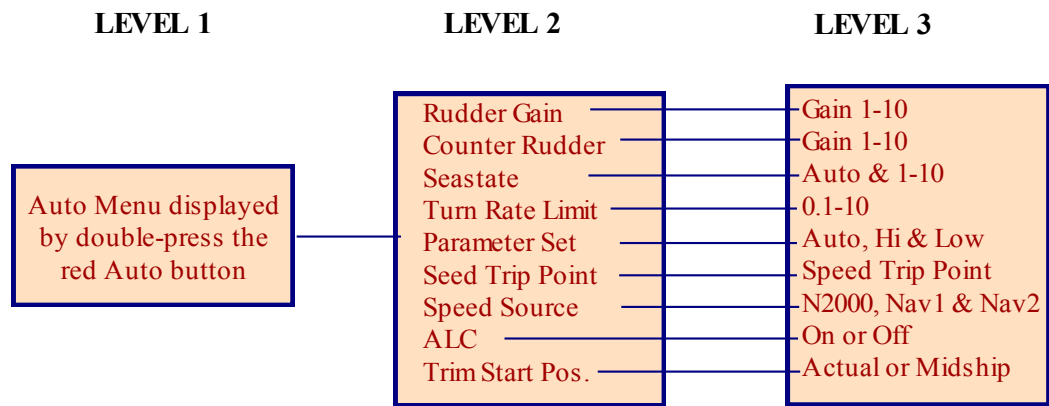 LEVEL 1
LEVEL 2
LEVEL 3
Auto Menu displayed
by double-press the
red Auto button
Rudder Gain
Counter Rudder
Seastate
Turn Rate Limit
Parameter Set
Seed Trip Point
Speed Source
ALC
Trim Start Pos.
Gain 1-10
Gain 1-10
Auto & 1-10
0.1-10
Auto, Hi & Low
Speed Trip Point
N2000, Nav1 & Nav2
On or Off
Actual or Midship